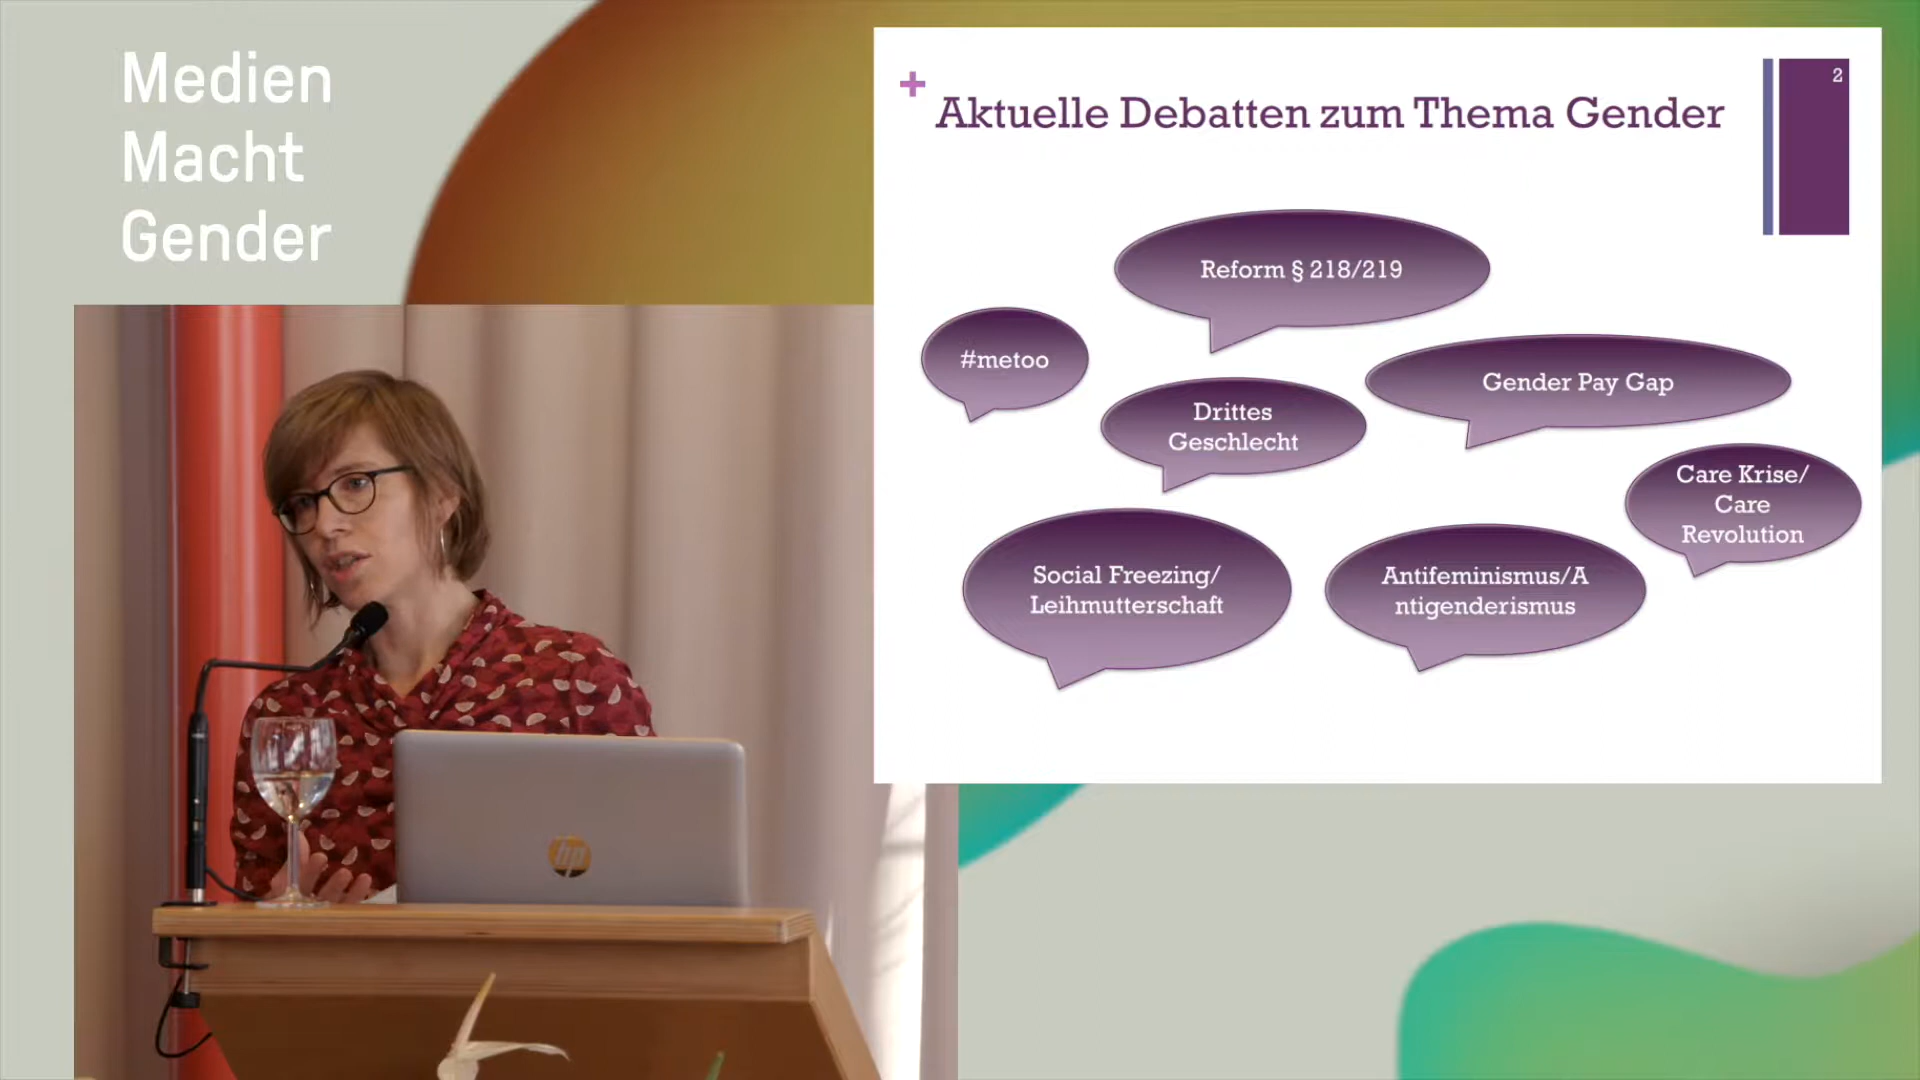 Medien
Macht
Gender
+
Aktuelle Debatten zum Thema Gender
2
Reform § 218/219
#metoo
Gender Pay Gap
Drittes
Geschlecht
Care Krise/
Care
Revolution
Social Freezing/
Leihmutterschaft
Antifeminismus/A
ntigenderismus
hp